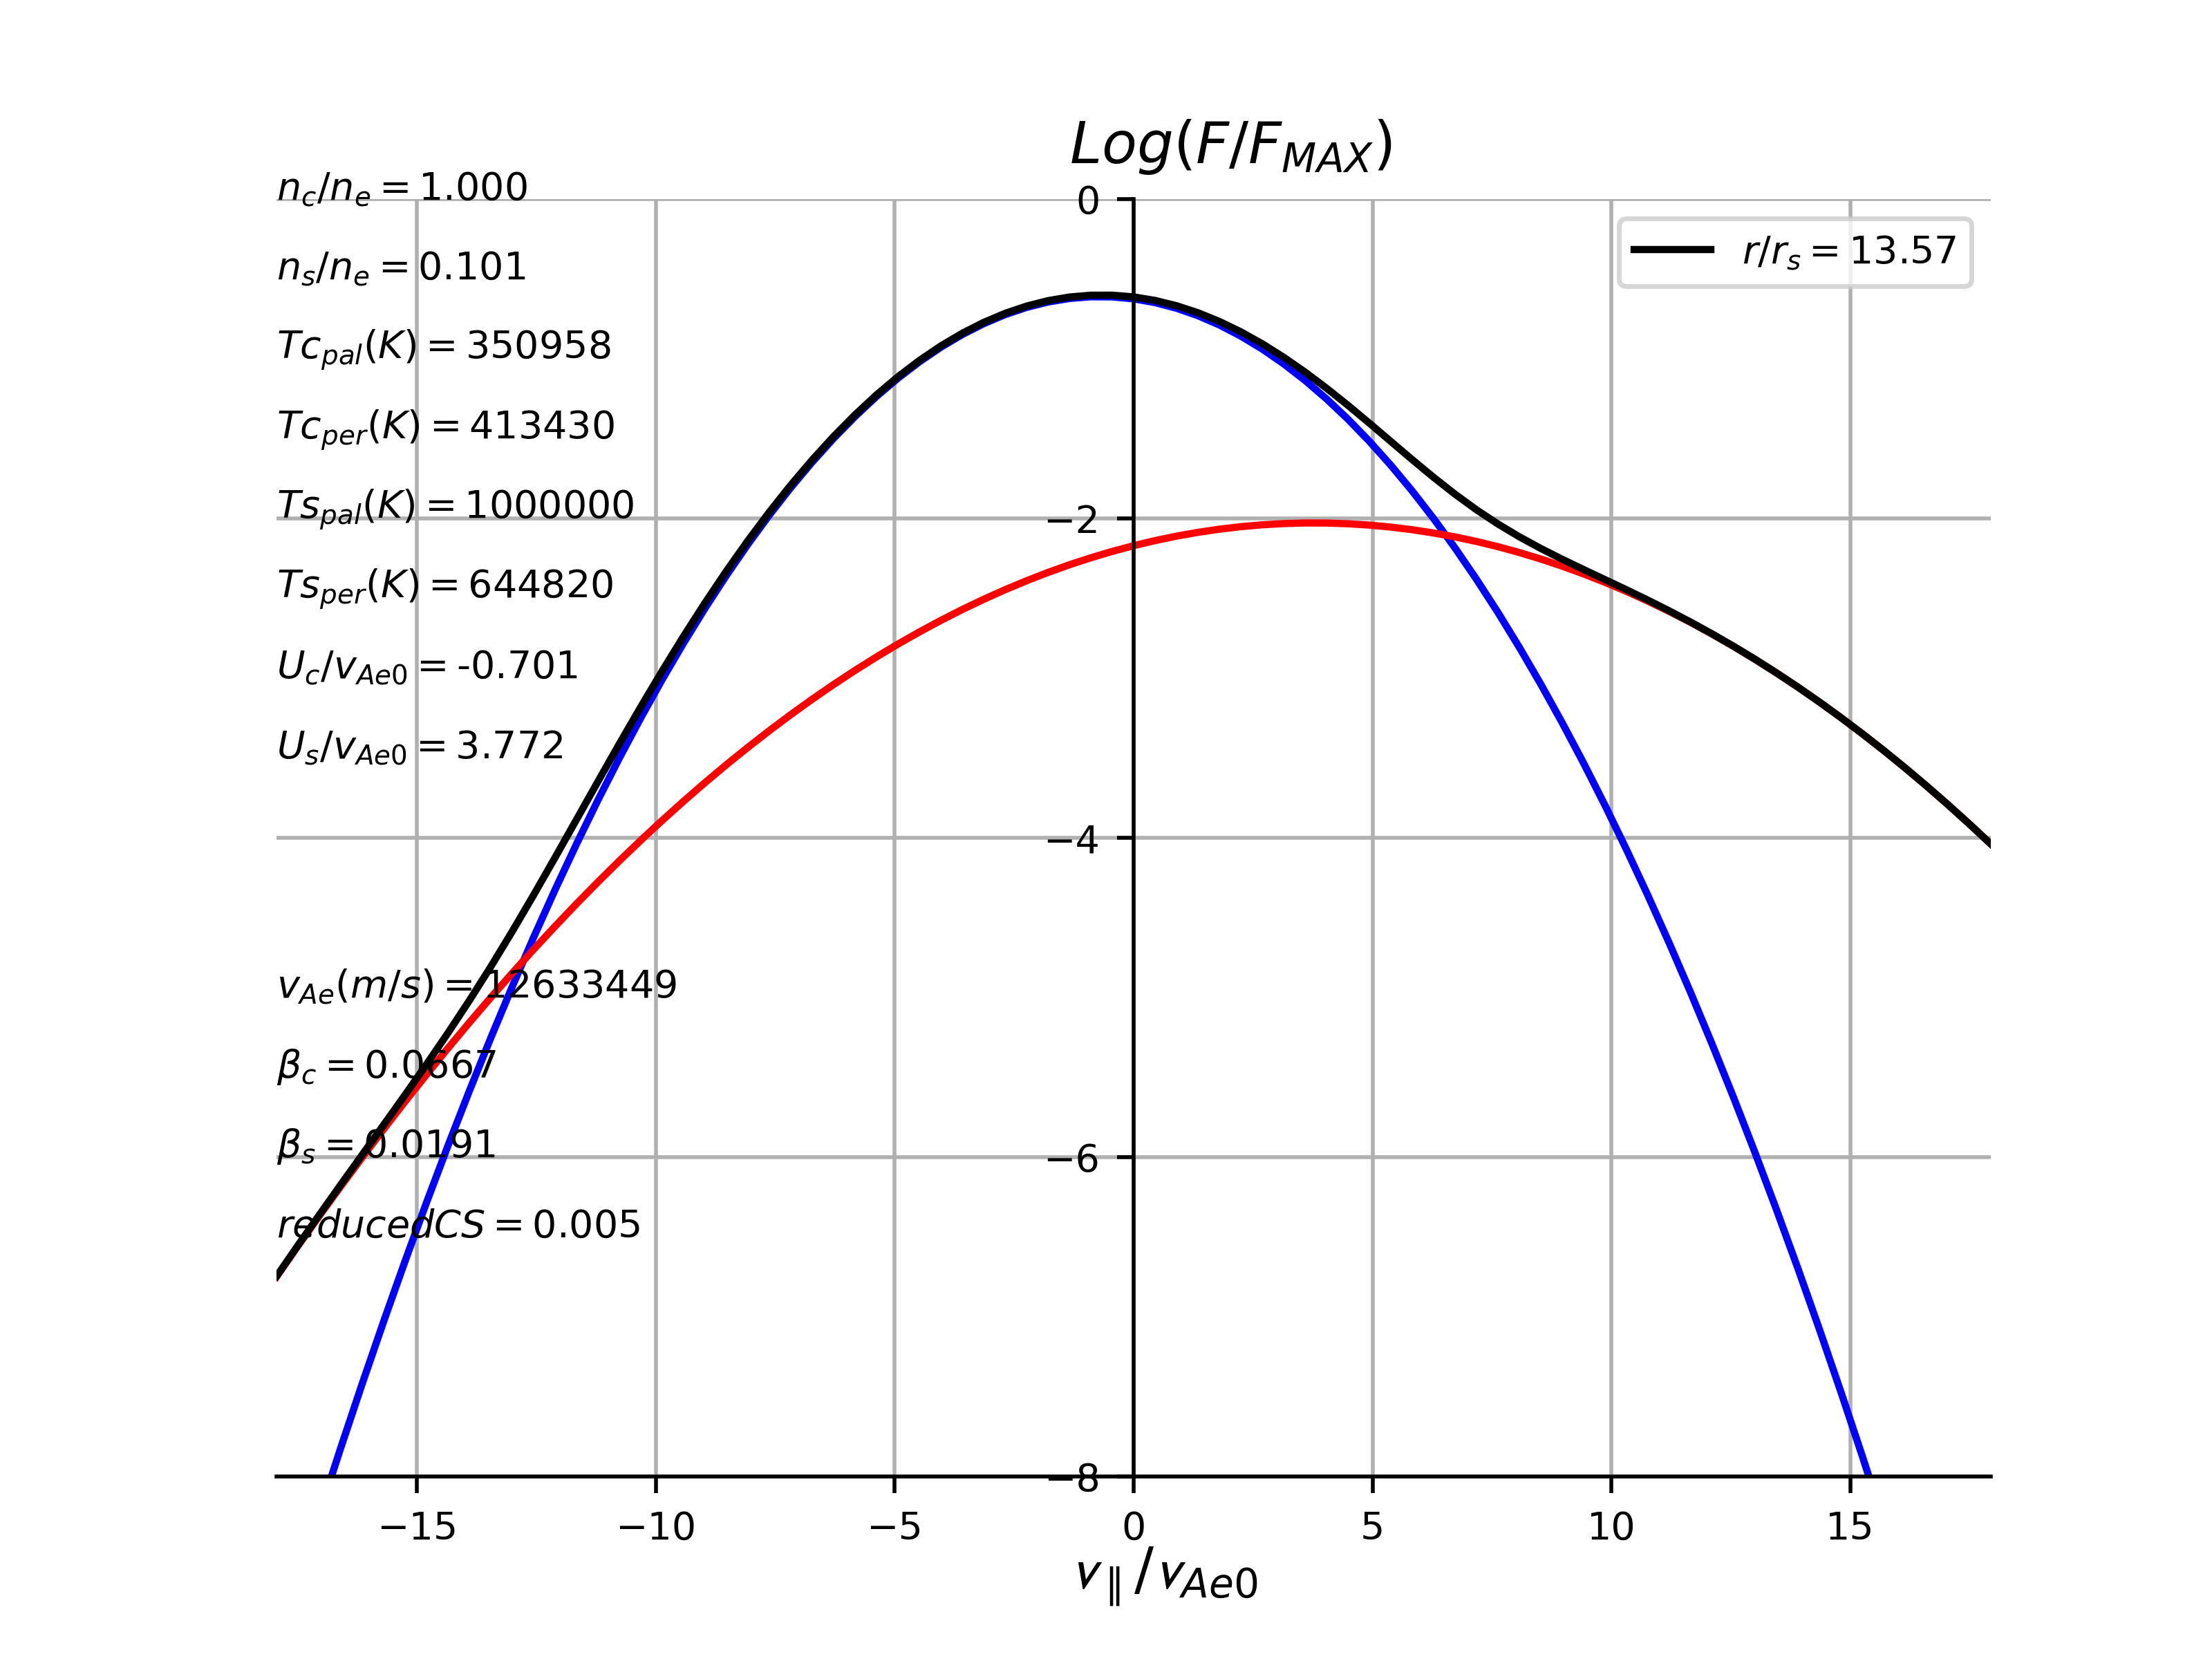 Log(F/F_MAX)
n_c/n_e = 1.000
n_s/n_e = 0.101
Tc_pal(K) = 350958
Tc_per(K) = 413430
Ts_pal(K) = 1000000
Ts_per(K) = 644820
U_c/v_Ae0 = -0.701
U_s/v_Ae0 = 3.772
v_Ae(m/s) = 12633449
β_c = 0.0667
β_s = 0.0191
reducedCS = 0.005
r/r_s = 13.57
0
−2
−4
−6
−8
−15 −10 −5 0 5 10 15
v_∥/v_Ae0